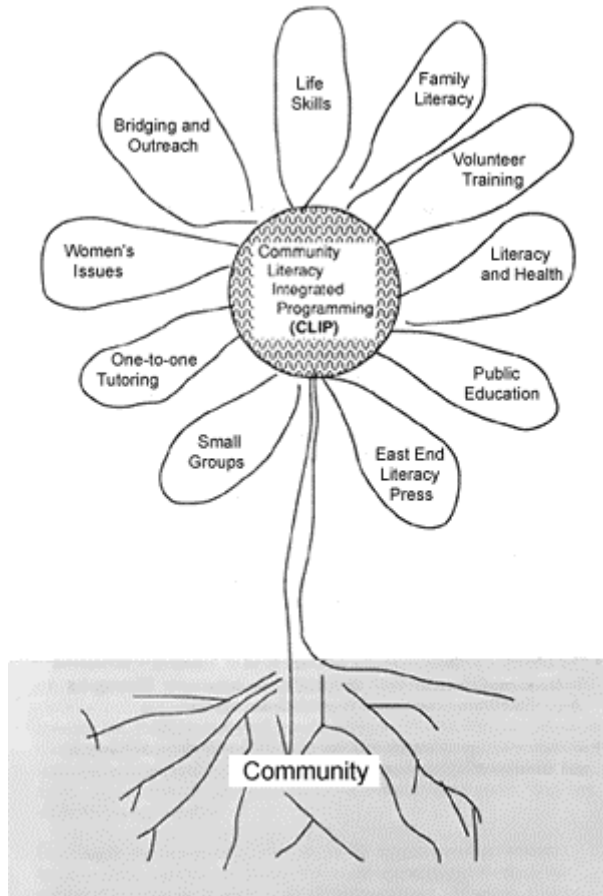 Life
Skills
Family
Literacy
Bridging and
Outreach
Volunteer
Training
Women's
Issues
Community
Literacy
Integrated
Programming
(CLIP)
Literacy
and Health
One-to-one
Tutoring
Public
Education
Small
Groups
East End
Literacy
Press
Community